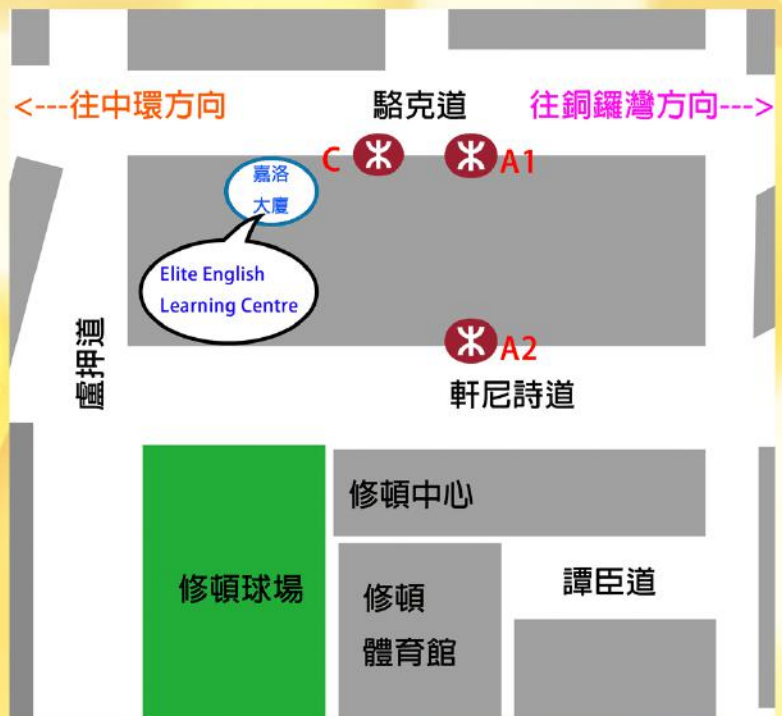 <---往中環方向
駱克道
往銅鑼灣方向--->
C
A1
嘉洛
大廈
Elite English
Learning Centre
A2
盧押道
軒尼詩道
修頓中心
修頓球場
修頓
體育館
譚臣道